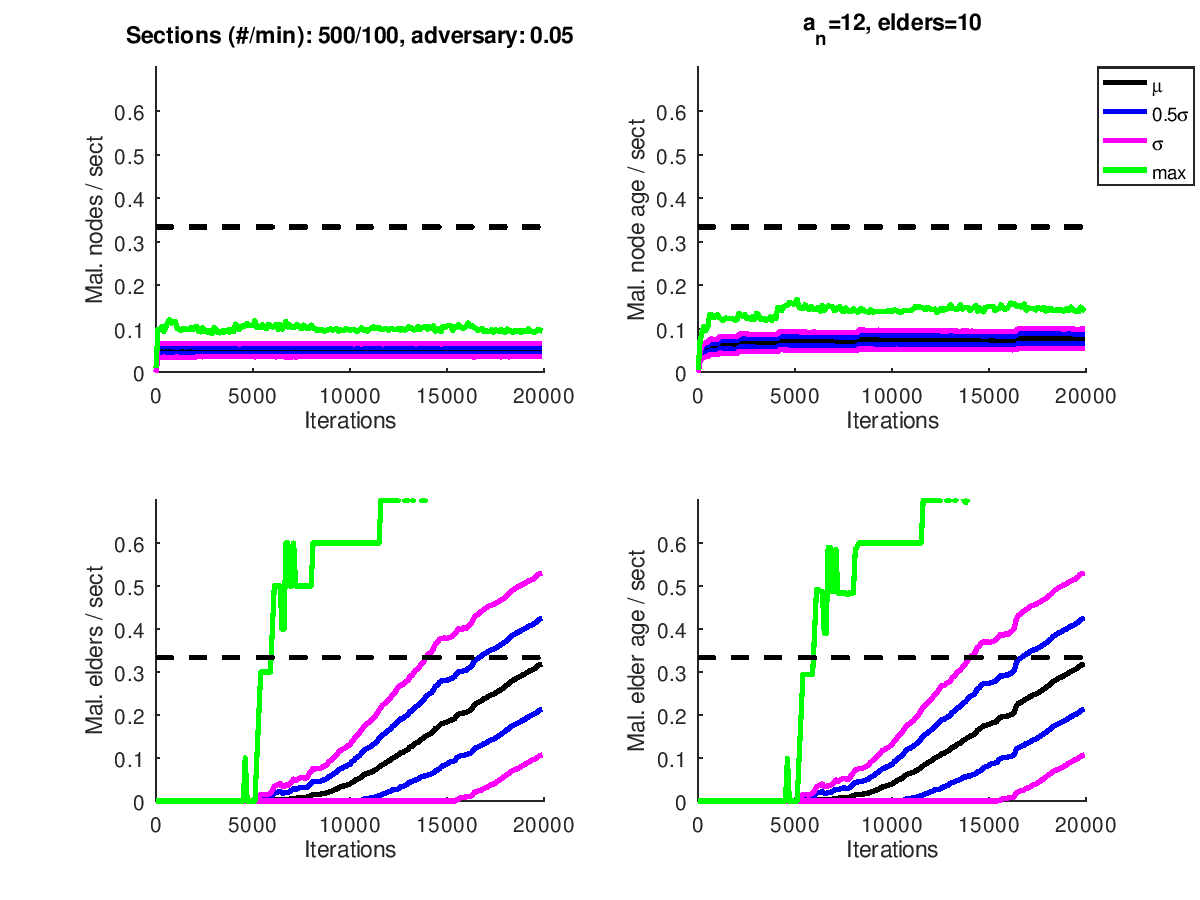 Sections (#/min): 500/100, adversary: 0.05
a_n=12, elders=10
μ
0.5σ
σ
max
Mal. nodes / sect
0.6
0.5
0.4
0.3
0.2
0.1
0
0 5000 10000 15000 20000
Iterations
Mal. node age / sect
0.6
0.5
0.4
0.3
0.2
0.1
0
0 5000 10000 15000 20000
Iterations
Mal. elders / sect
0.6
0.5
0.4
0.3
0.2
0.1
0
0 5000 10000 15000 20000
Iterations
Mal. elder age / sect
0.6
0.5
0.4
0.3
0.2
0.1
0
0 5000 10000 15000 20000
Iterations